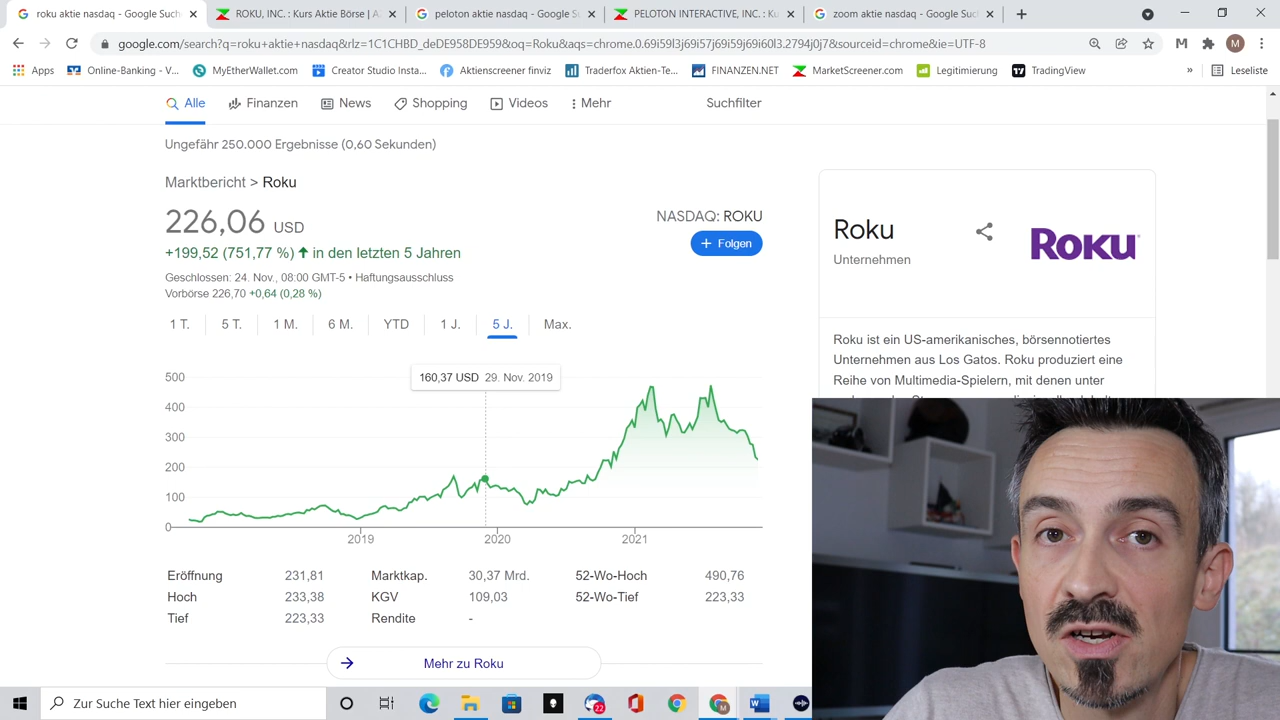 roku aktie nasdaq - Google Such
ROKU, INC. : Kurs Aktie Börse | A
peloton aktie nasdaq - Google S
PELOTON INTERACTIVE, INC. : Ku
zoom aktie nasdaq - Google Suc
google.com/search?q=roku+aktie+nasdaq&rlz=1C1CHBD_deDE958DE959&oq=Roku&aqs=chrome.0.69i59l3j69i57j69i59j69i60l3.2794j0j7&sourceid=chrome&ie=UTF-8
M
M
Apps
Online-Banking - V...
MyEtherWallet.com
Creator Studio Insta...
Aktienscreener finviz
Traderfox Aktien-Te...
FINANZEN.NET
MarketScreener.com
Legitimierung
TradingView
»
Leseliste
Alle
Finanzen
News
Shopping
Videos
Mehr
Suchfilter
Ungefähr 250.000 Ergebnisse (0,60 Sekunden)
Marktbericht > Roku
226,06 USD
NASDAQ: ROKU
+ Folgen
+199,52 (751,77 %) ↑ in den letzten 5 Jahren
Geschlossen: 24. Nov., 08:00 GMT-5 • Haftungsausschluss
Vorbörse 226,70 +0,64 (0,28 %)
1 T.
5 T.
1 M.
6 M.
YTD
1 J.
5 J.
Max.
160,37 USD 29. Nov. 2019
500
400
300
200
100
0
2019
2020
2021
Eröffnung 231,81
Hoch 233,38
Tief 223,33
Marktkap. 30,37 Mrd.
KGV 109,03
Rendite -
52-Wo-Hoch 490,76
52-Wo-Tief 223,33
Mehr zu Roku
Roku
Unternehmen
ROKU
Roku ist ein US-amerikanisches, börsennotiertes
Unternehmen aus Los Gatos. Roku produziert eine
Reihe von Multimedia-Spielern, mit denen unter
Zur Suche Text hier eingeben
22